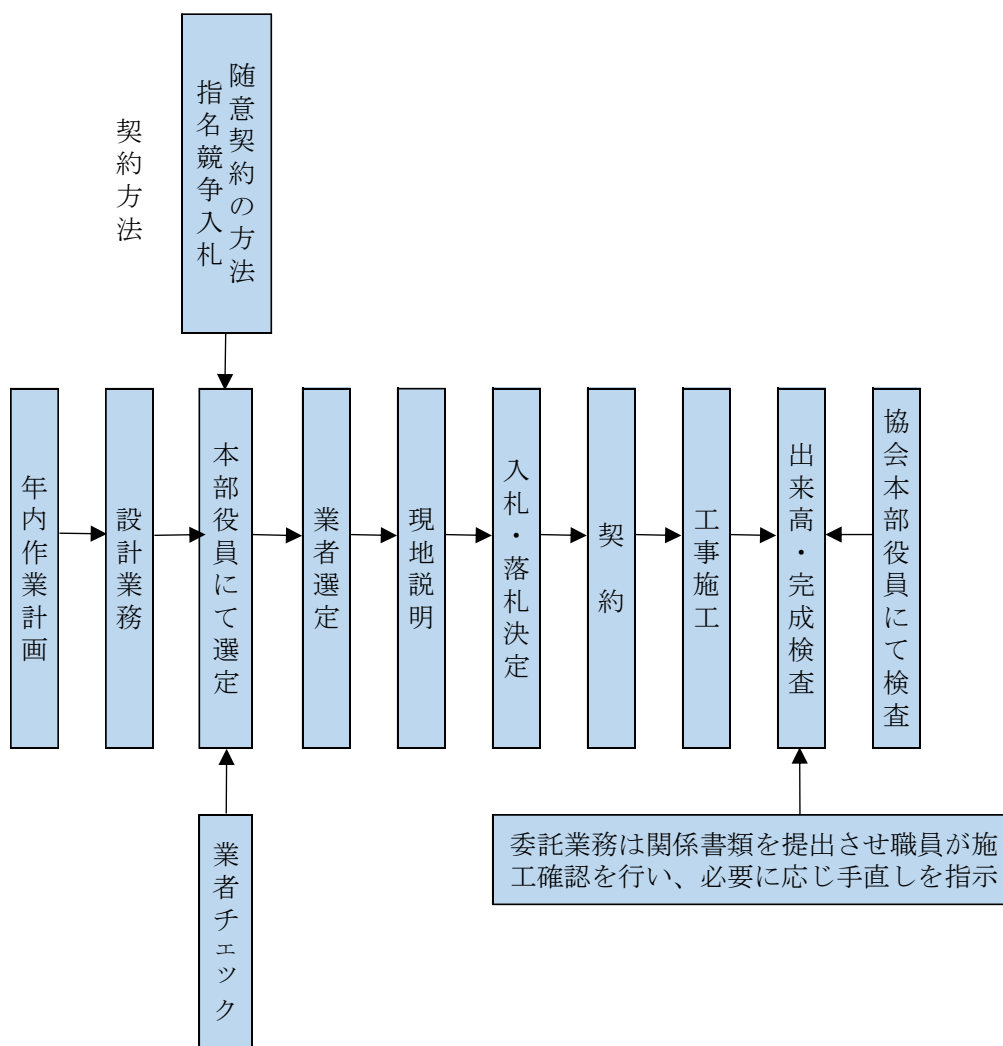 契約方法
随意契約の方法
指名競争入札
年内作業計画
設計業務
本部役員にて選定
業者選定
現地説明
入札・落札決定
契　約
工事施工
出来高・完成検査
協会本部役員にて検査
業者チェック
委託業務は関係書類を提出させ職員が施
工確認を行い、必要に応じ手直しを指示